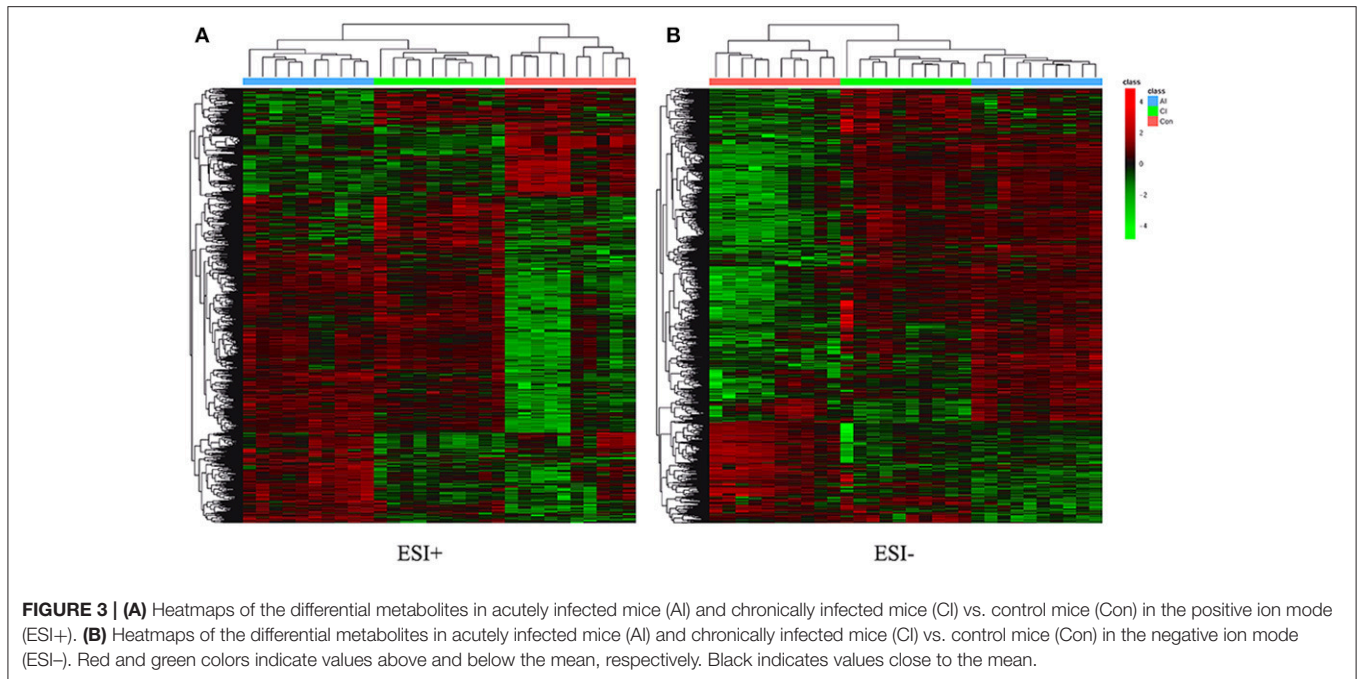 A
B
class
4
2
0
−2
−4
class
AI
CI
Con
ESI+
ESI-
FIGURE 3 | (A) Heatmaps of the differential metabolites in acutely infected mice (AI) and chronically infected mice (CI) vs. control mice (Con) in the positive ion mode
(ESI+). (B) Heatmaps of the differential metabolites in acutely infected mice (AI) and chronically infected mice (CI) vs. control mice (Con) in the negative ion mode
(ESI–). Red and green colors indicate values above and below the mean, respectively. Black indicates values close to the mean.